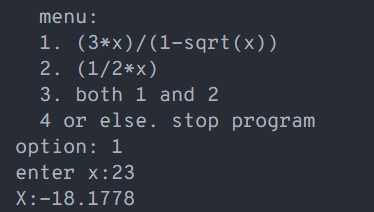 menu:
1. (3*x)/(1-sqrt(x))
2. (1/2*x)
3. both 1 and 2
4 or else. stop program
option: 1
enter x:23
X:-18.1778